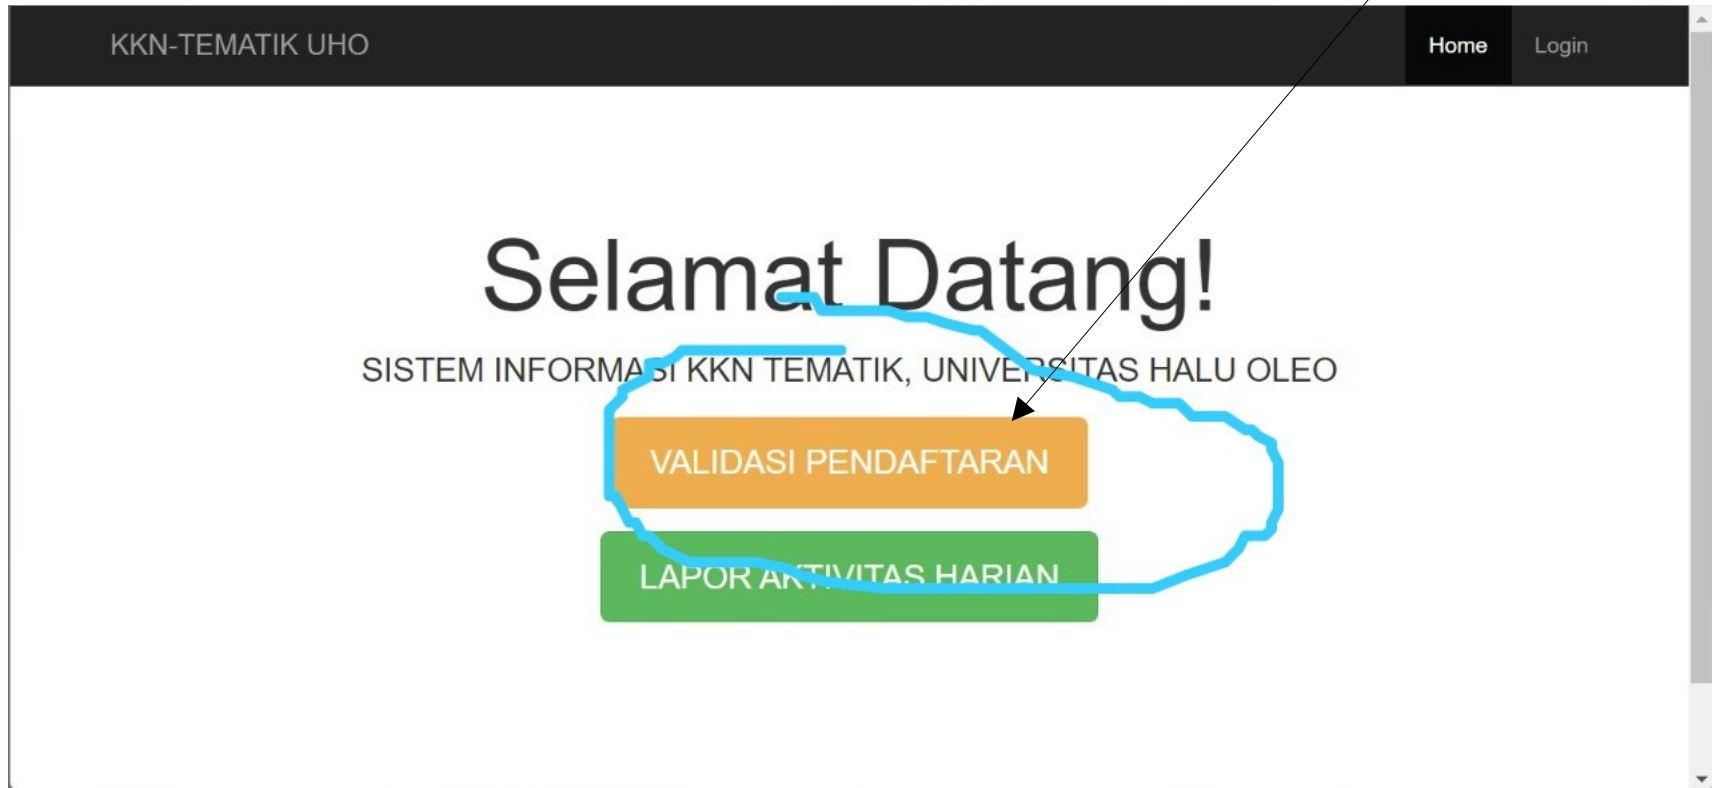 KKN-TEMATIK UHO Home Login
Selamat Datang!
SISTEM INFORMASI KKN TEMATIK, UNIVERSITAS HALU OLEO
VALIDASI PENDAFTARAN
LAPOR AKTIVITAS HARIAN